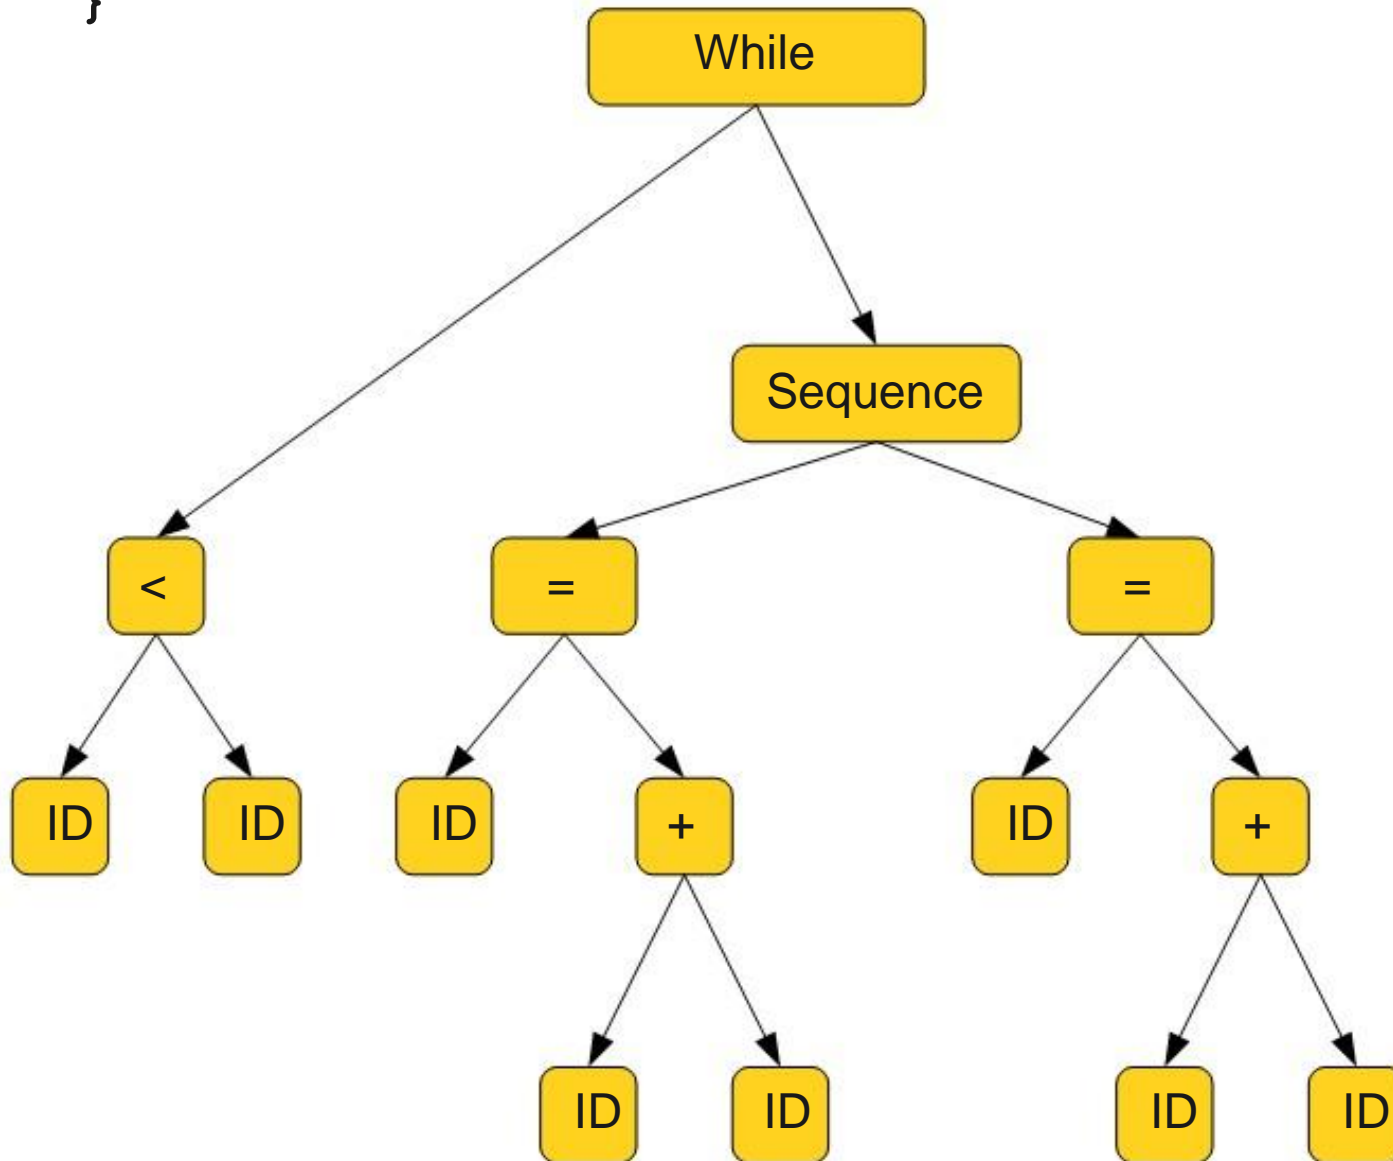 }
While
Sequence
<
=
=
ID
ID
ID
+
ID
+
ID
ID
ID
ID